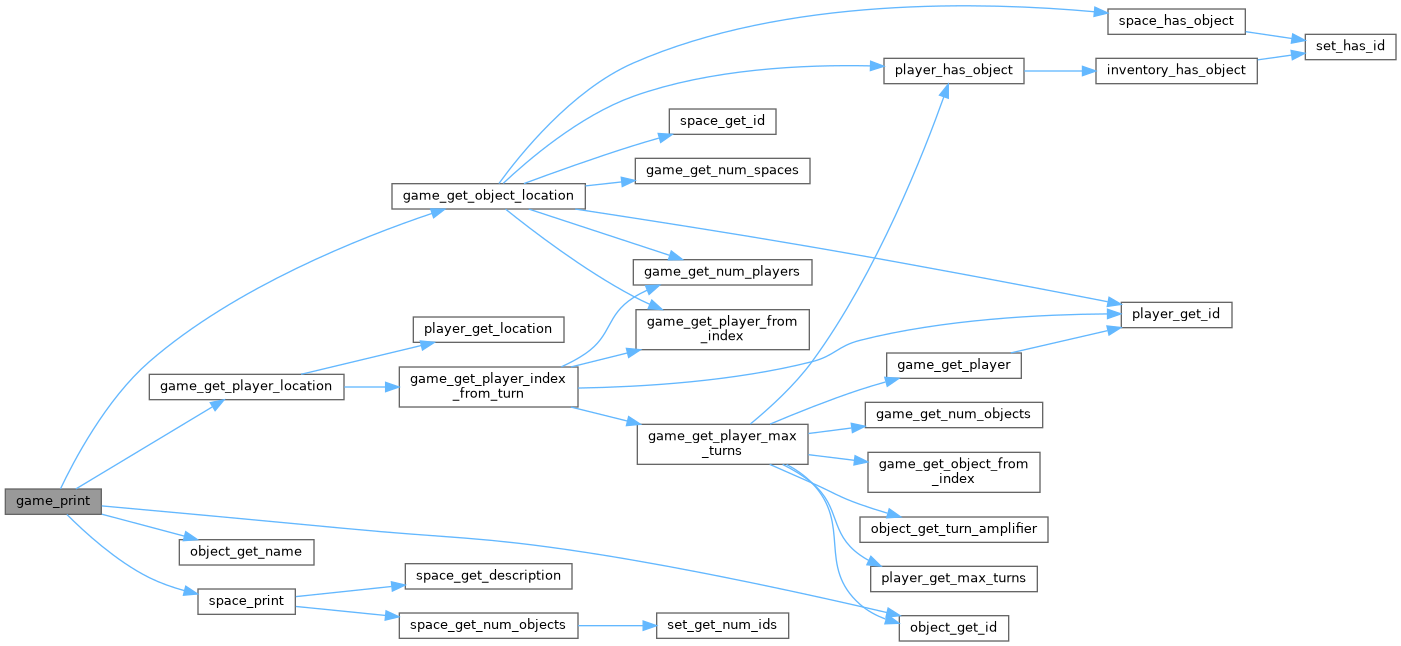 space_has_object
set_has_id
player_has_object
inventory_has_object
space_get_id
game_get_num_spaces
game_get_object_location
game_get_num_players
game_get_player_from
_index
player_get_id
player_get_location
game_get_player_location
game_get_player_index
_from_turn
game_get_player
game_get_num_objects
game_get_player_max
_turns
game_get_object_from
_index
game_print
object_get_turn_amplifier
object_get_name
player_get_max_turns
space_get_description
space_print
space_get_num_objects
set_get_num_ids
object_get_id